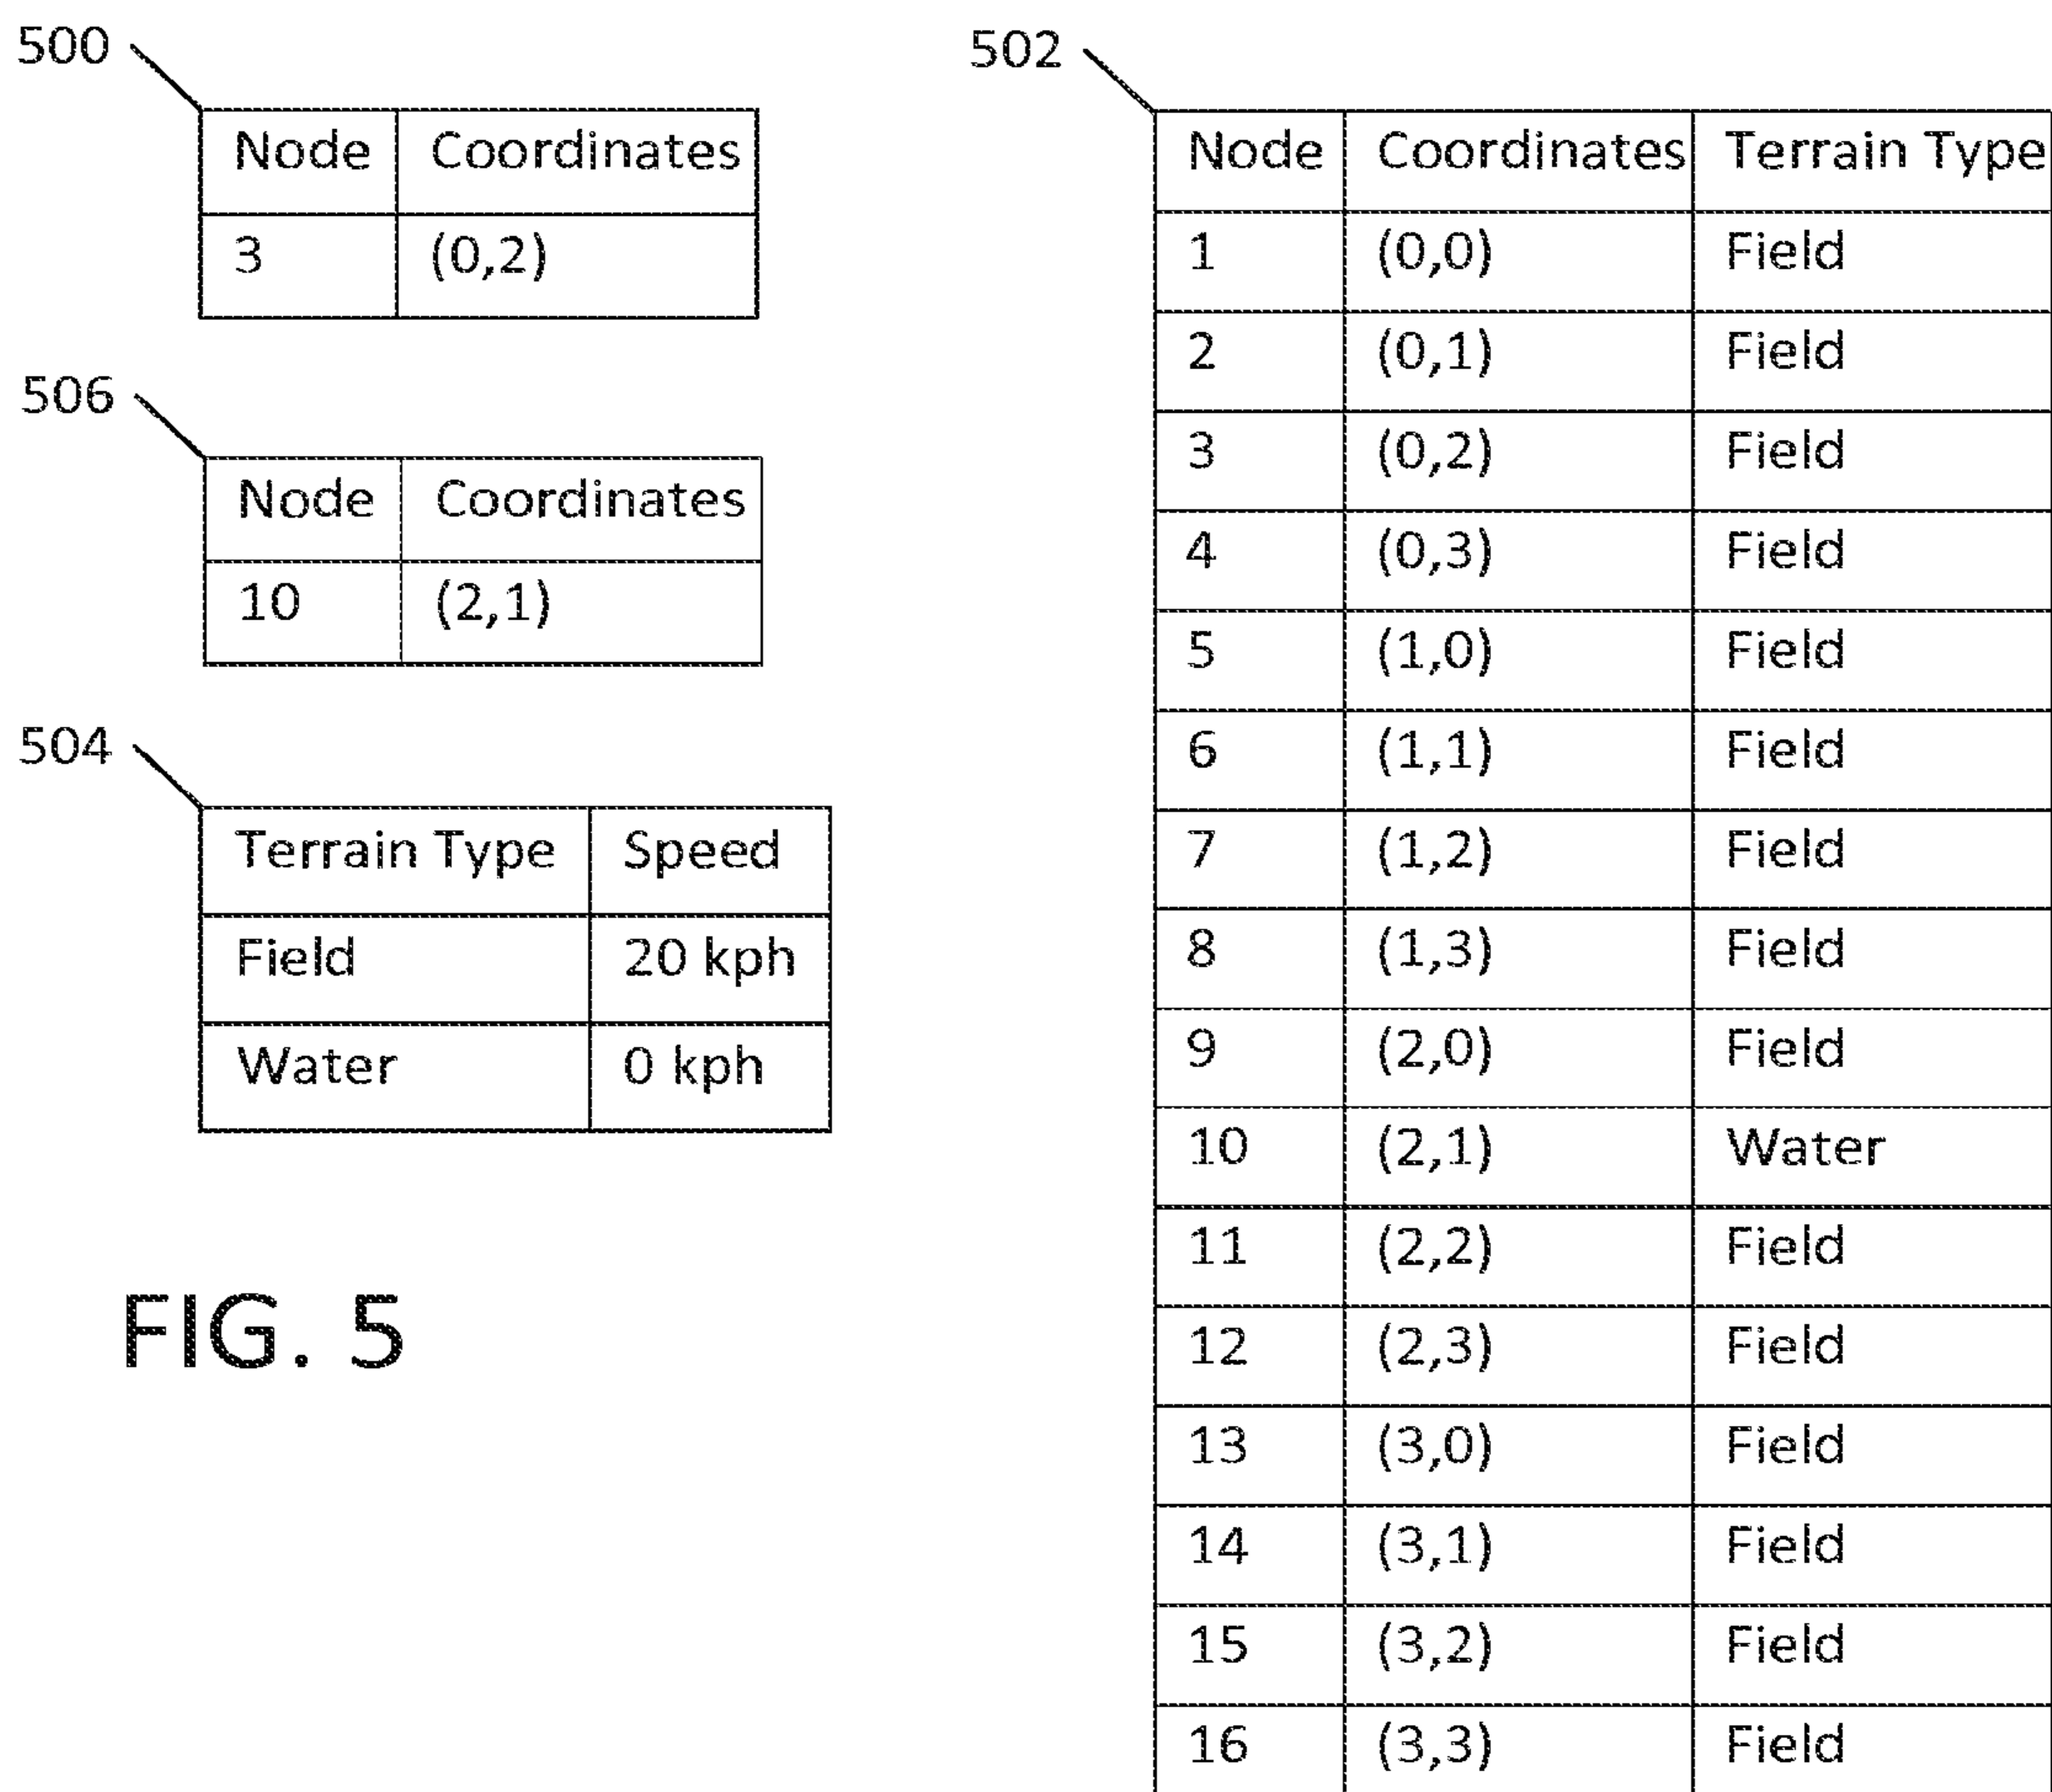 500
Node Coordinates
3 (0,2)
506
Node Coordinates
10 (2,1)
504
Terrain Type Speed
Field 20 kph
Water 0 kph
FIG. 5
502
Node Coordinates Terrain Type
1 (0,0) Field
2 (0,1) Field
3 (0,2) Field
4 (0,3) Field
5 (1,0) Field
6 (1,1) Field
7 (1,2) Field
8 (1,3) Field
9 (2,0) Field
10 (2,1) Water
11 (2,2) Field
12 (2,3) Field
13 (3,0) Field
14 (3,1) Field
15 (3,2) Field
16 (3,3) Field